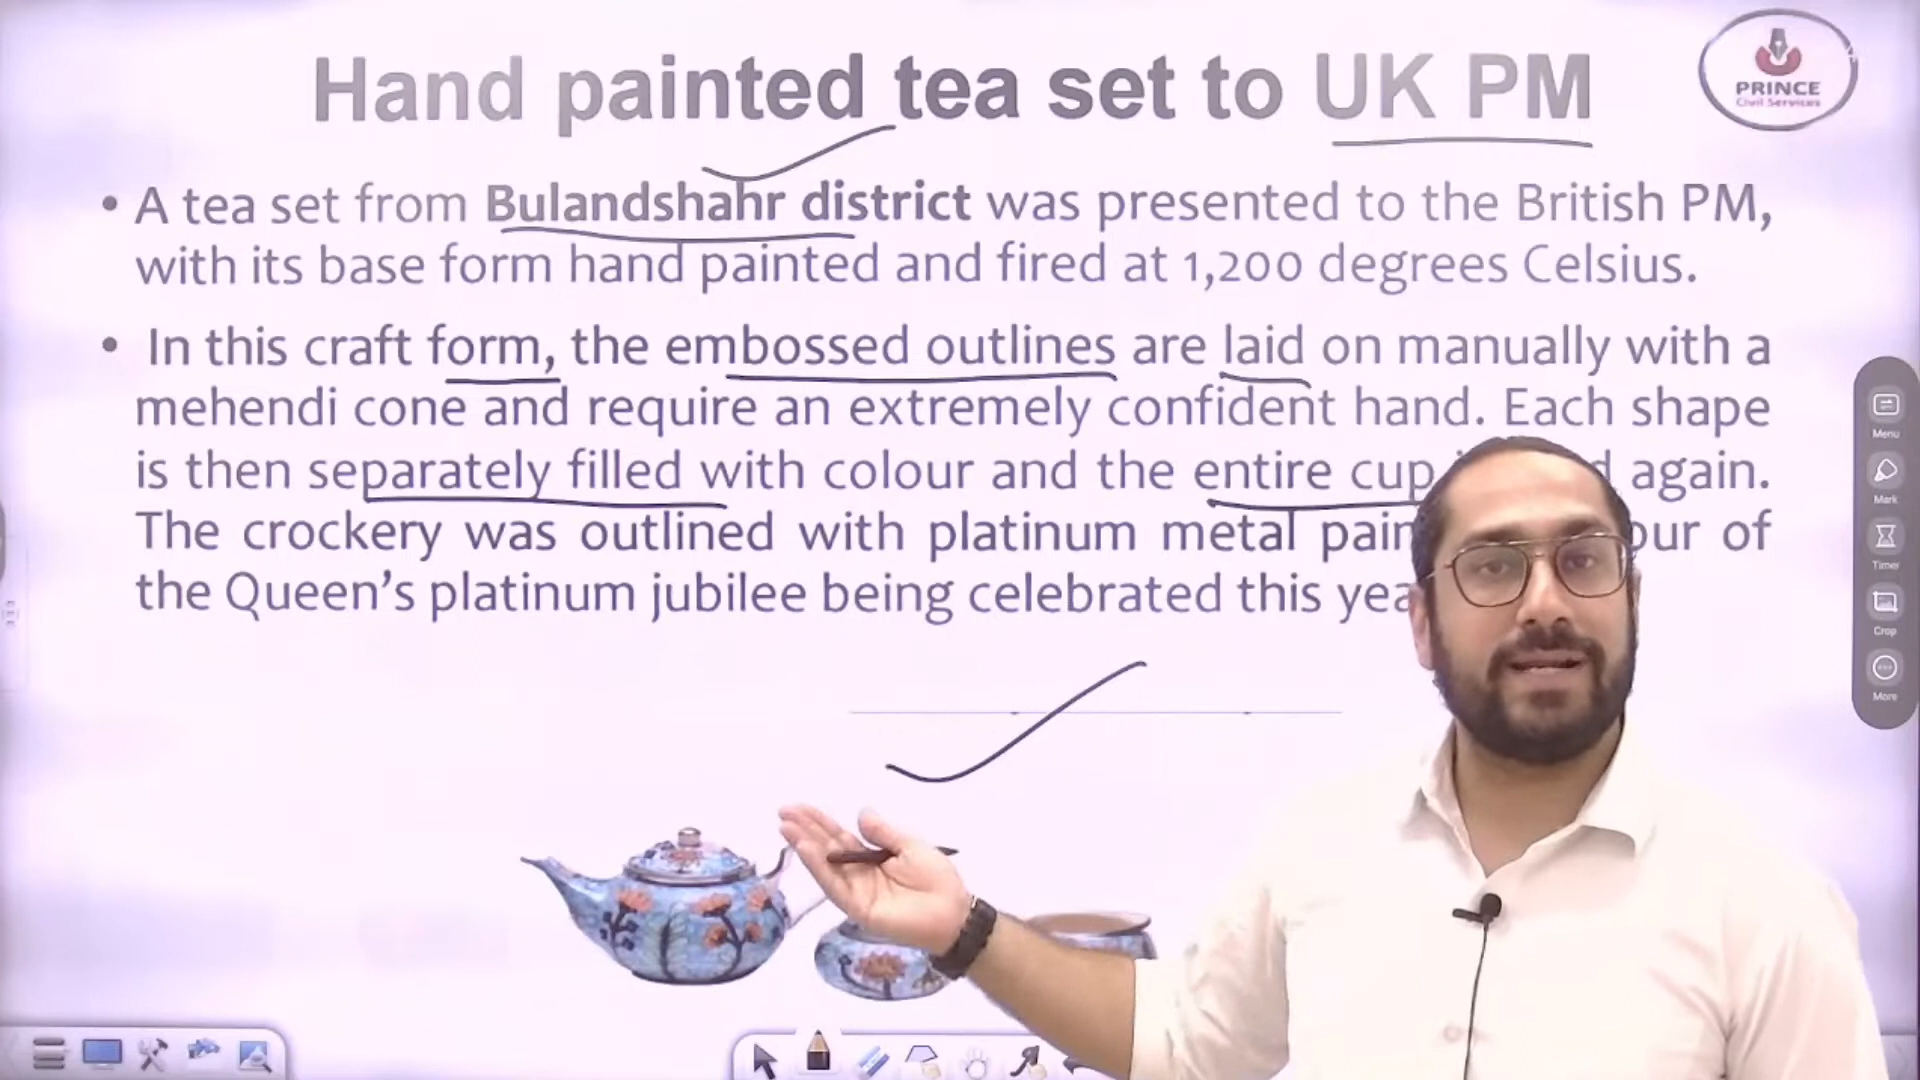 Hand painted tea set to UK PM
PRINCE
Civil Services
• A tea set from Bulandshahr district was presented to the British PM,
with its base form hand painted and fired at 1,200 degrees Celsius.
• In this craft form, the embossed outlines are laid on manually with a
mehendi cone and require an extremely confident hand. Each shape
is then separately filled with colour and the entire cup again.
The crockery was outlined with platinum metal of
the Queen's platinum jubilee being celebrated this
Menu
Mark
Timer
Crop
More